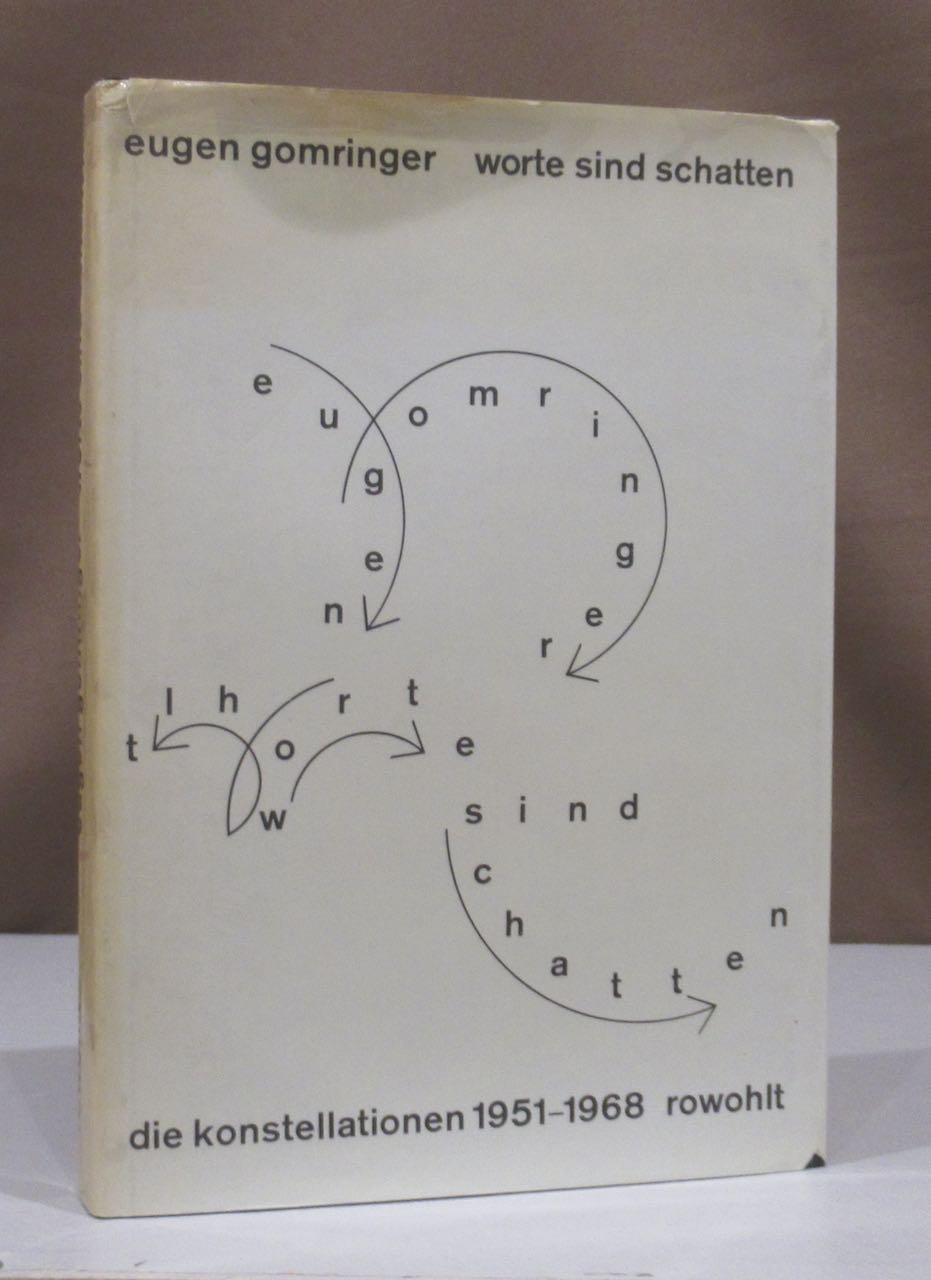 eugen gomringer worte sind schatten
e u g e n
g o m r i n g e r
r o w o h l t
w o r t e
s i n d
s c h a t t e n
die konstellationen 1951–1968 rowohlt